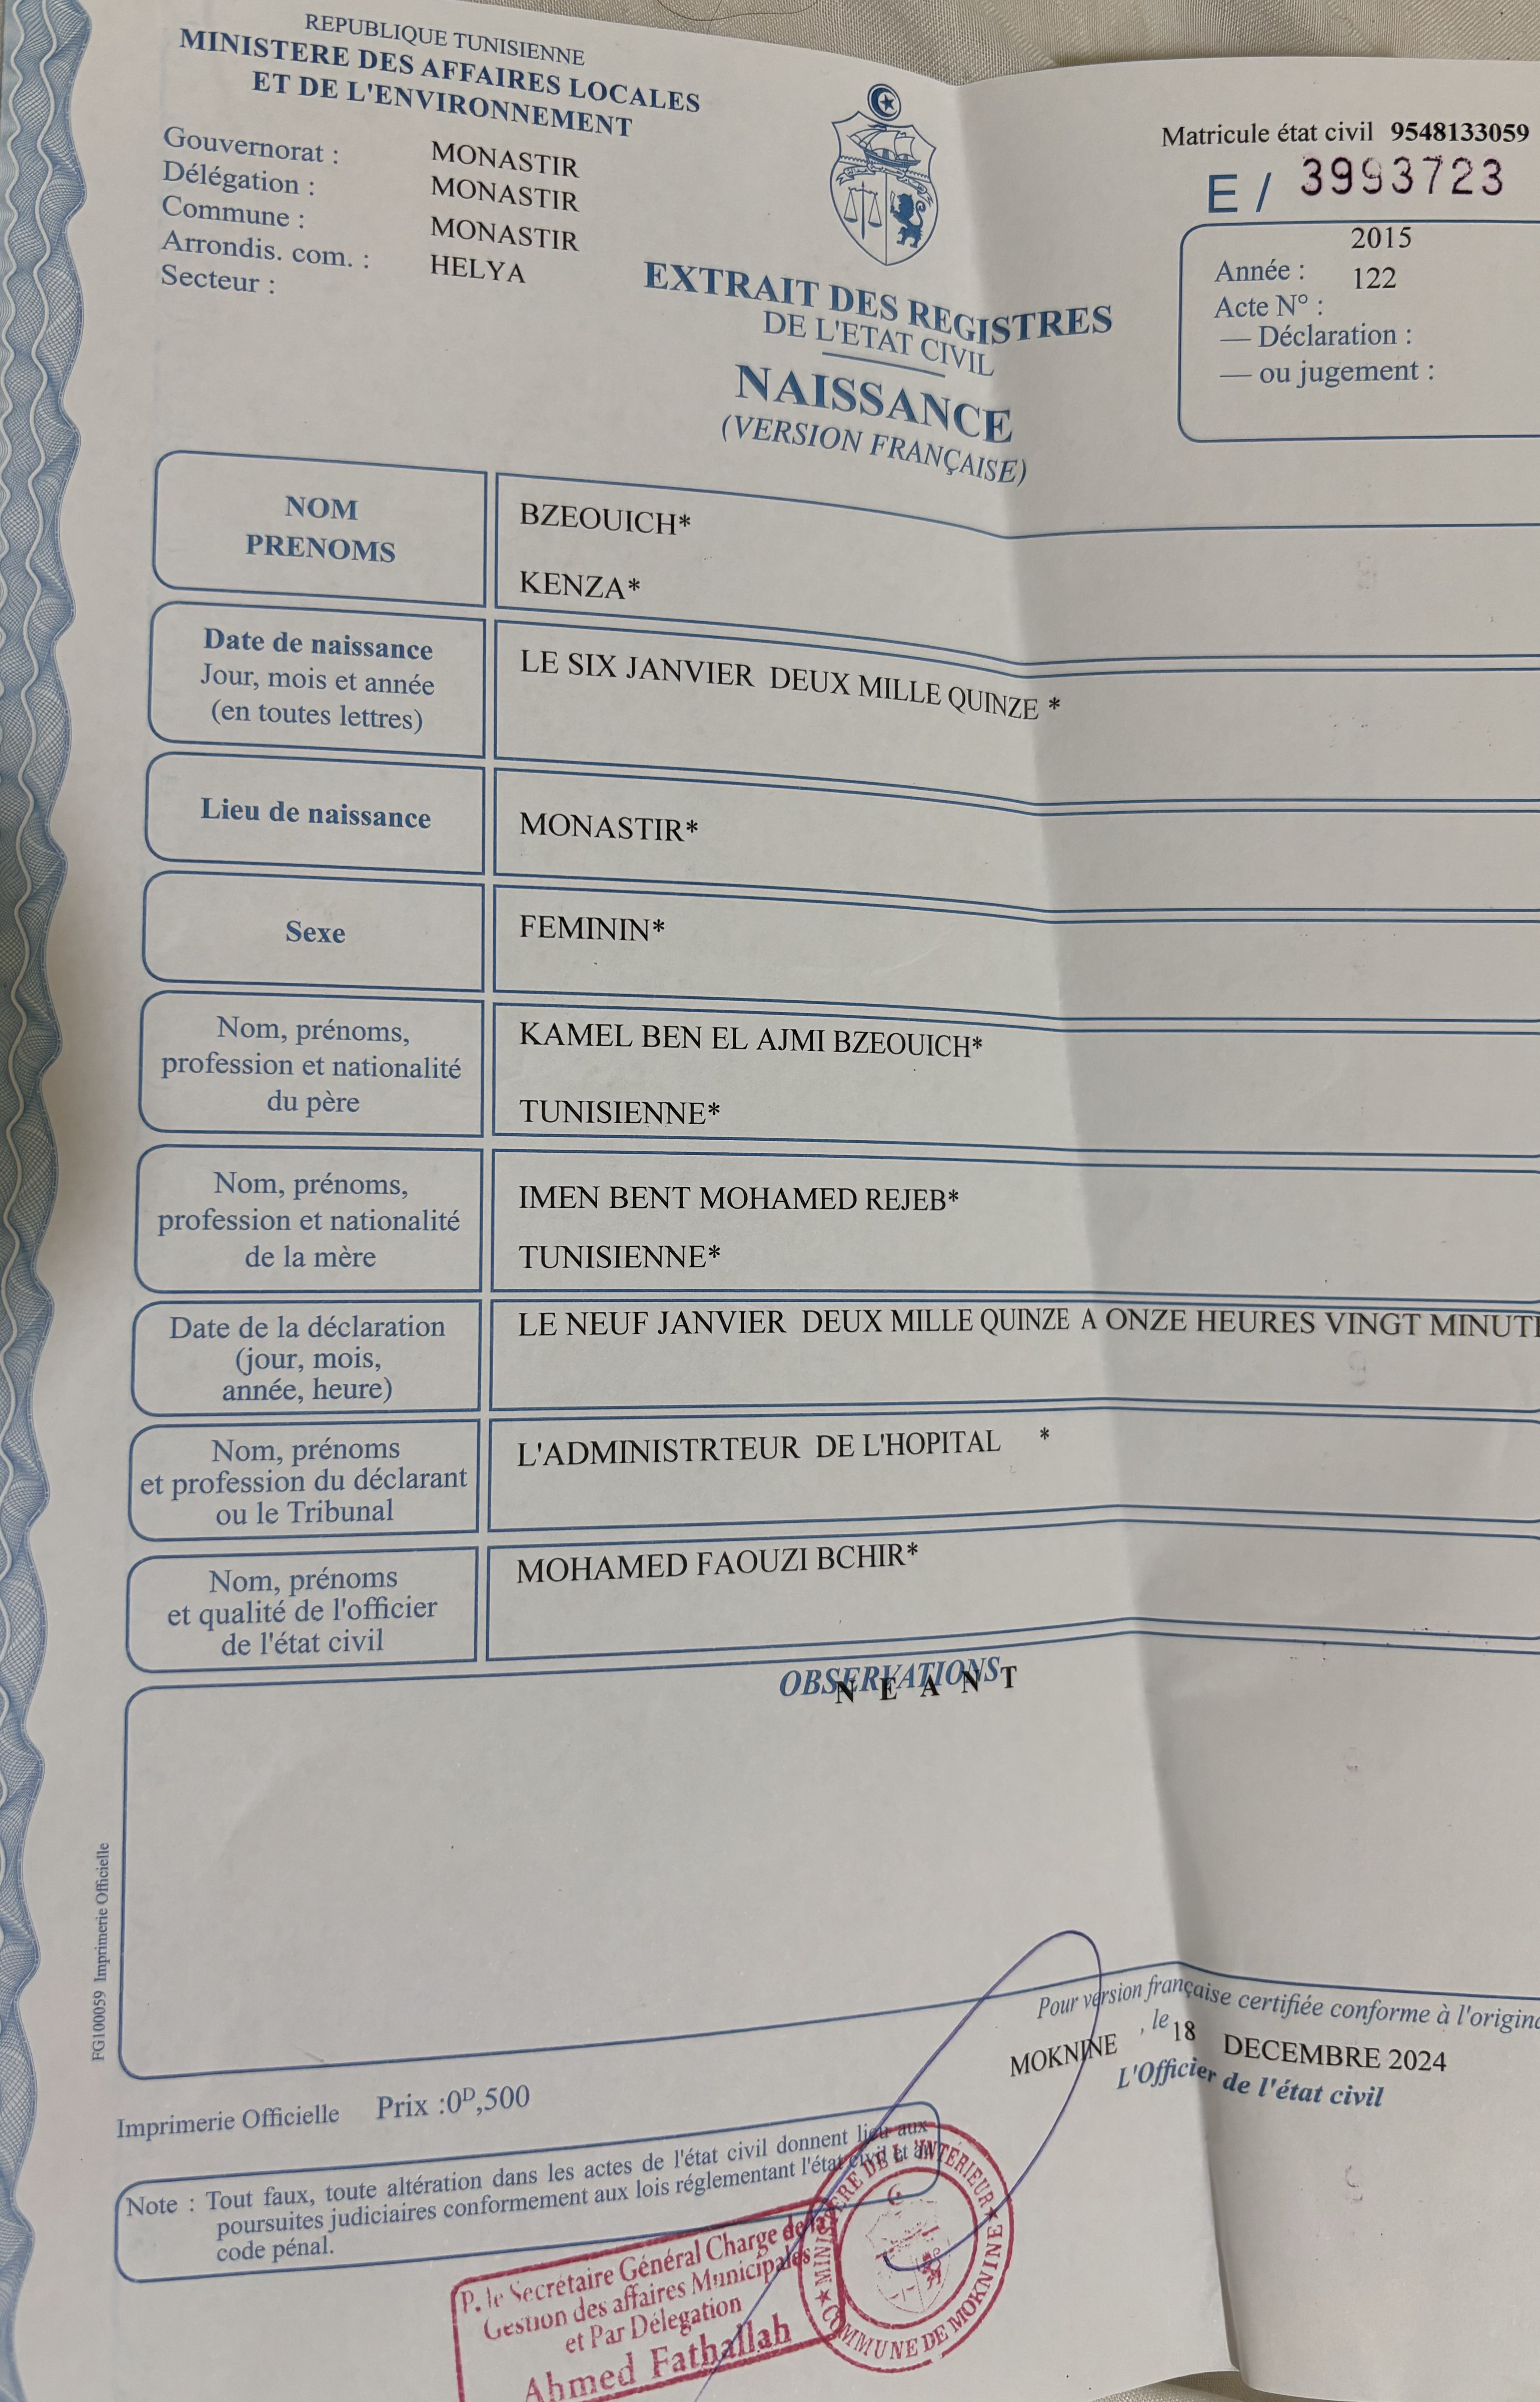 REPUBLIQUE TUNISIENNE
MINISTERE DES AFFAIRES LOCALES
ET DE L'ENVIRONNEMENT
Gouvernorat : MONASTIR
Délégation : MONASTIR
Commune : MONASTIR
Arrondis. com. : HELYA
Secteur :
Matricule état civil 9548133059
E / 3993723
2015
Année :
122
Acte N° :
— Déclaration :
— ou jugement :
EXTRAIT DES REGISTRES
DE L'ETAT CIVIL
NAISSANCE
(VERSION FRANÇAISE)
NOM
PRENOMS
BZEOUICH*
KENZA*
Date de naissance
Jour, mois et année
(en toutes lettres)
LE SIX JANVIER DEUX MILLE QUINZE *
Lieu de naissance
MONASTIR*
Sexe
FEMININ*
Nom, prénoms,
profession et nationalité
du père
KAMEL BEN EL AJMI BZEOUICH*
TUNISIENNE*
Nom, prénoms,
profession et nationalité
de la mère
IMEN BENT MOHAMED REJEB*
TUNISIENNE*
Date de la déclaration
(jour, mois,
année, heure)
LE NEUF JANVIER DEUX MILLE QUINZE A ONZE HEURES VINGT MINUT
Nom, prénoms
et profession du déclarant
ou le Tribunal
L'ADMINISTRTEUR DE L'HOPITAL *
Nom, prénoms
et qualité de l'officier
de l'état civil
MOHAMED FAOUZI BCHIR*
OBSERVATIONS
N E A N T
FG100059 Imprimerie Officielle
Pour version française certifiée conforme à l'origin
MOKNINE , le 18 DECEMBRE 2024
L'Officier de l'état civil
Imprimerie Officielle Prix :0D,500
Note : Tout faux, toute altération dans les actes de l'état civil donnent lieu aux
poursuites judiciaires conformement aux lois réglementant l'état civil et au
code pénal.
P. le Secrétaire Général Charge de la
Gestion des affaires Municipales
et Par Délegation
Ahmed Fathallah
★ MINISTERE DE L'INTERIEUR ★
COMMUNE DE MOKNINE